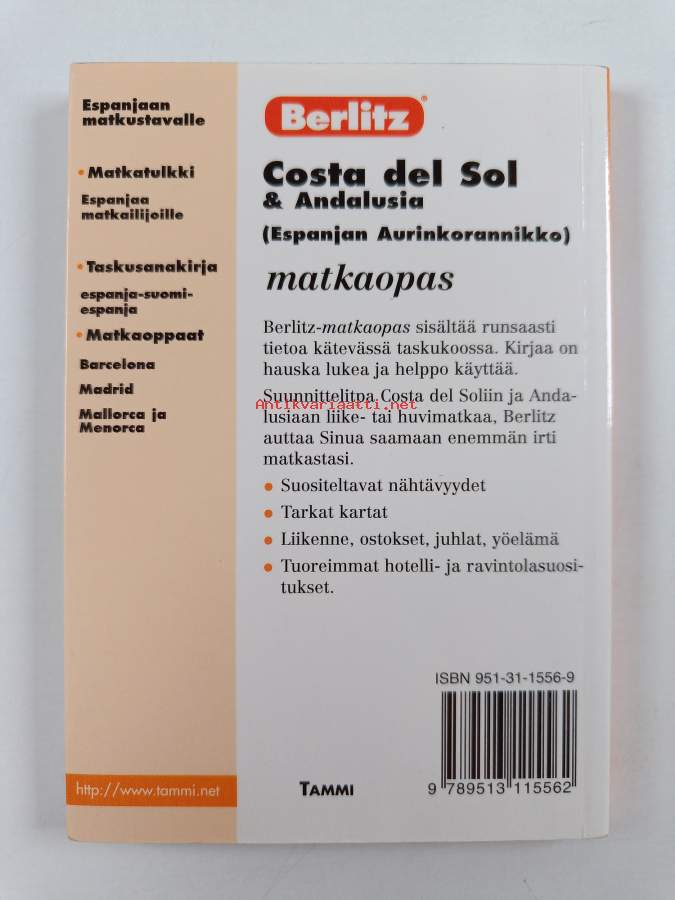 Espanjaan
matkustavalle
• Matkatulkki
Espanjaa
matkailijoille
• Taskusanakirja
espanja-suomi-
espanja
• Matkaoppaat
Barcelona
Madrid
Mallorca ja
Menorca
http://www.tammi.net
Berlitz®
Costa del Sol
& Andalusia
(Espanjan Aurinkorannikko)
matkaopas
Berlitz-matkaopas sisältää runsaasti
tietoa kätevässä taskukoossa. Kirjaa on
hauska lukea ja helppo käyttää.
Suunnittelitpa Costa del Soliin ja Anda-
Antikvariaatti.net
lusiaan liike- tai huvimatkaa, Berlitz
auttaa Sinua saamaan enemmän irti
matkastasi.
• Suositeltavat nähtävyydet
• Tarkat kartat
• Liikenne, ostokset, juhlat, yöelämä
• Tuoreimmat hotelli- ja ravintolasuosi-
tukset.
ISBN 951-31-1556-9
TAMMI
9 789513 115562